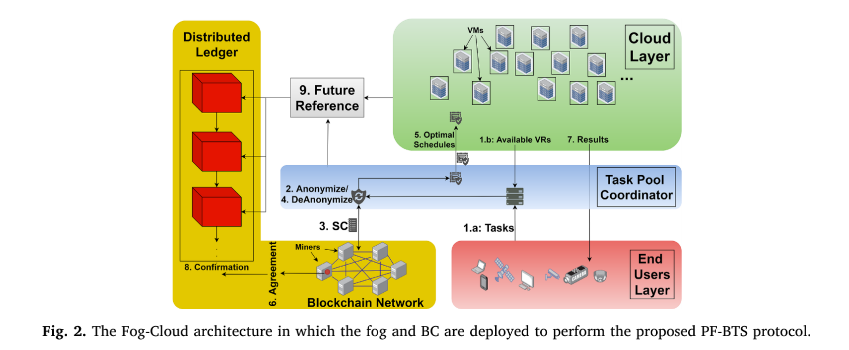 Distributed
Ledger
VMs
Cloud
Layer
...
9. Future
Reference
5. Optimal
Schedules
1.b: Available VRs
7. Results
2. Anonymize/
4. DeAnonymize
Task Pool
Coordinator
3. SC
1.a: Tasks
8. Confirmation
6. Agreement
Miners
Blockchain Network
End
Users
Layer
Fig. 2. The Fog-Cloud architecture in which the fog and BC are deployed to perform the proposed PF-BTS protocol.